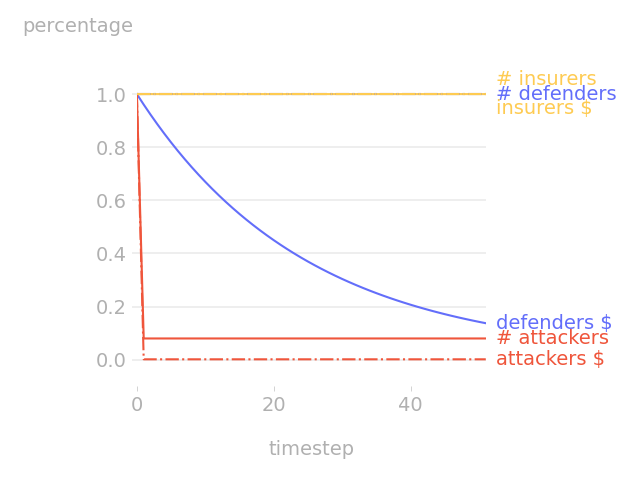 percentage
# insurers
# defenders
insurers $
1.0
0.8
0.6
0.4
0.2
0.0
defenders $
# attackers
attackers $
0
20
40
timestep